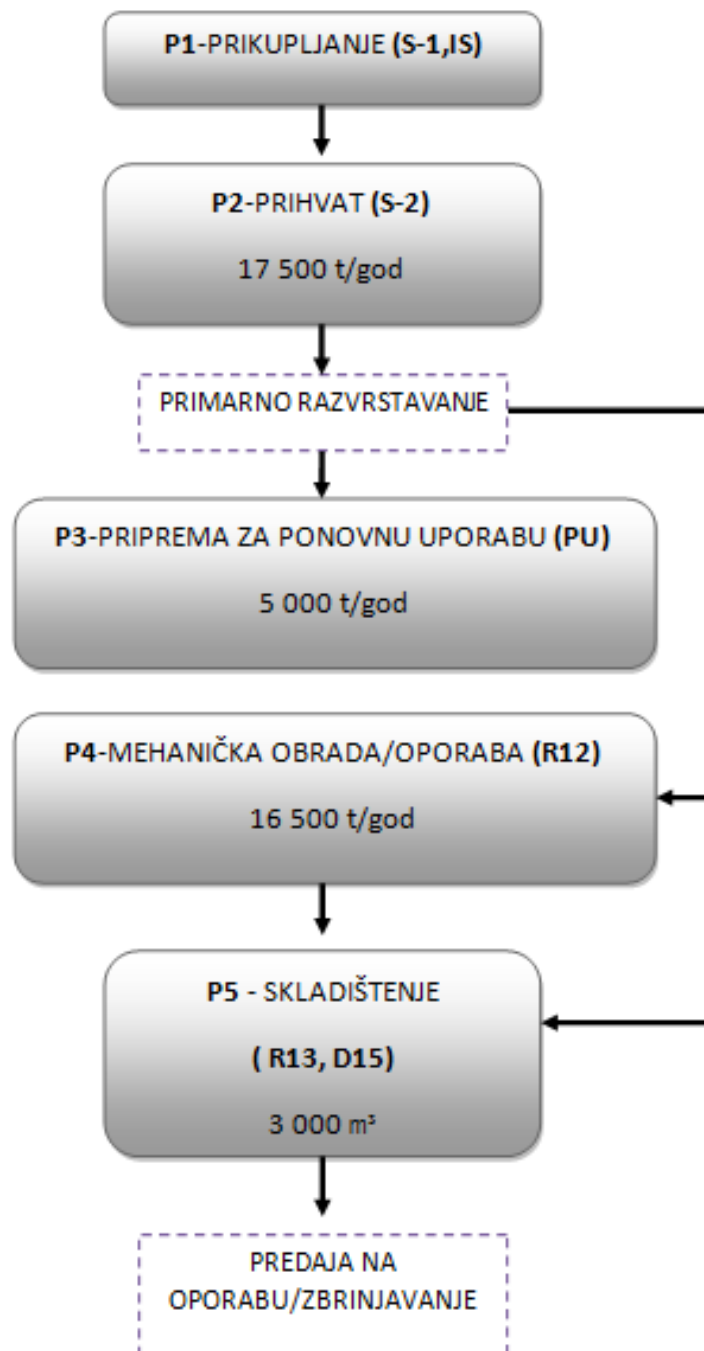 P1-PRIKUPLJANJE (S-1,IS)
P2-PRIHVAT (S-2)
17 500 t/god
PRIMARNO RAZVRSTAVANJE
P3-PRIPREMA ZA PONOVNU UPORABU (PU)
5 000 t/god
P4-MEHANIČKA OBRADA/OPORABA (R12)
16 500 t/god
P5 - SKLADIŠTENJE
( R13, D15)
3 000 m³
PREDAJA NA
OPORABU/ZBRINJAVANJE